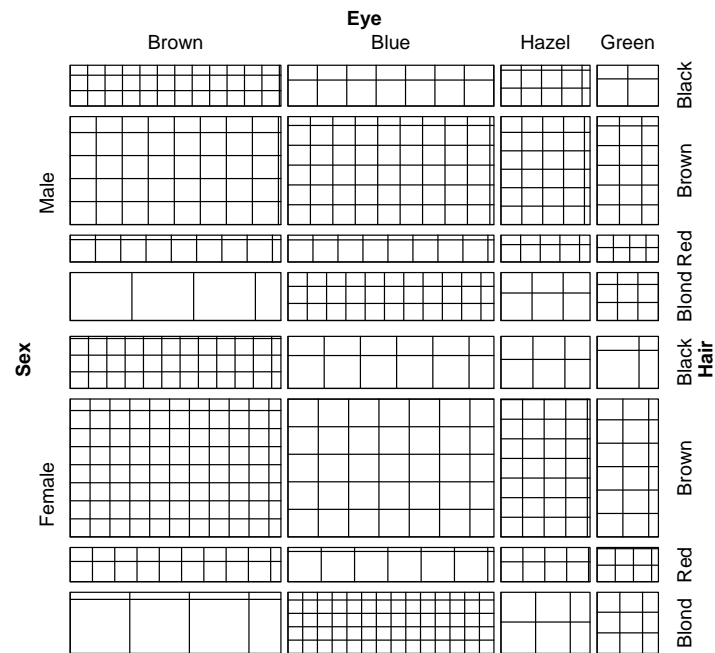 Eye
Brown Blue Hazel Green
Sex
Male
Female
Black
Brown
Red
Blond
Black
Brown
Red
Blond
Hair